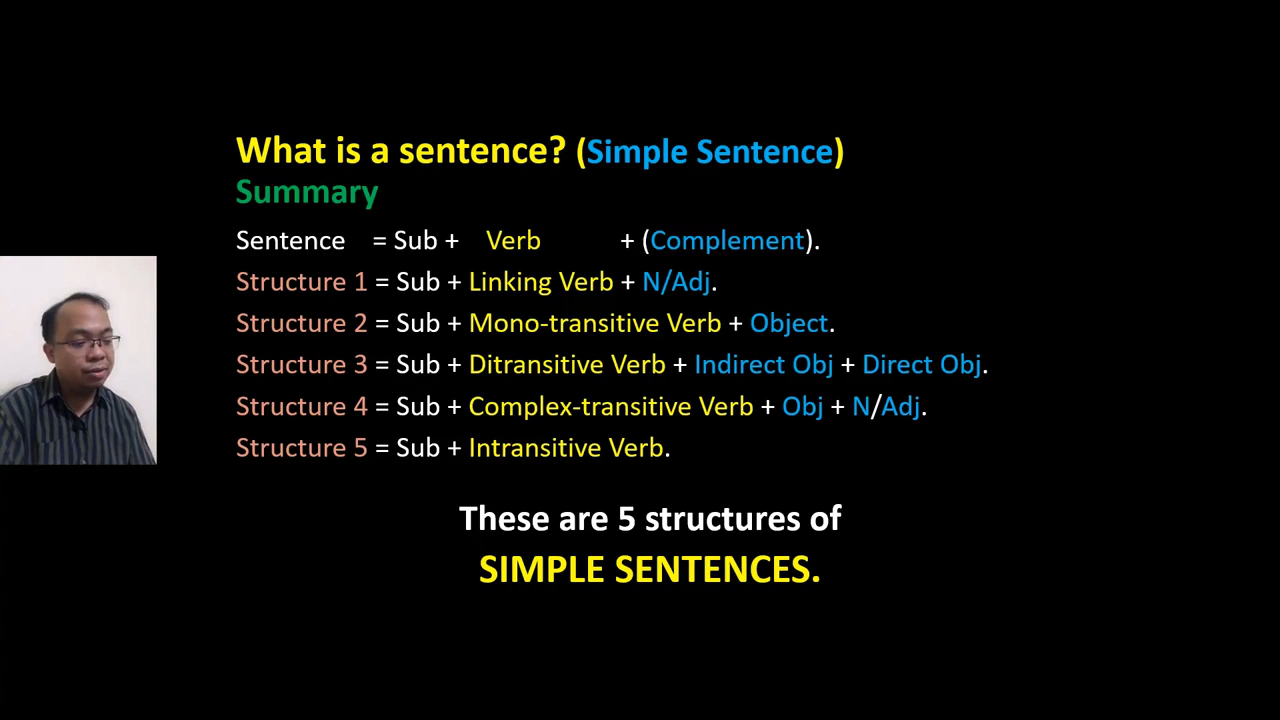 What is a sentence? (Simple Sentence)
Summary
Sentence = Sub + Verb + (Complement).
Structure 1 = Sub + Linking Verb + N/Adj.
Structure 2 = Sub + Mono-transitive Verb + Object.
Structure 3 = Sub + Ditransitive Verb + Indirect Obj + Direct Obj.
Structure 4 = Sub + Complex-transitive Verb + Obj + N/Adj.
Structure 5 = Sub + Intransitive Verb.
These are 5 structures of
SIMPLE SENTENCES.